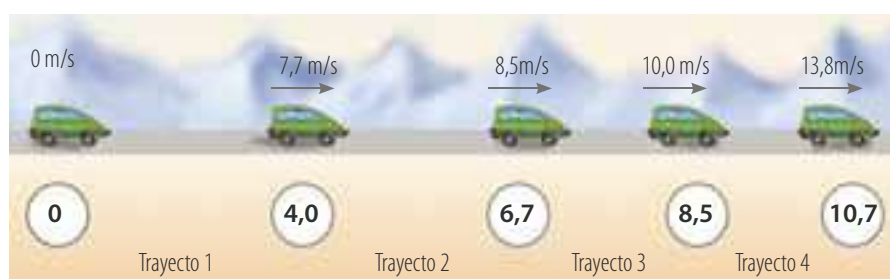 0 m/s
7,7 m/s
8,5m/s
10,0 m/s
13,8m/s
0
4,0
6,7
8,5
10,7
Trayecto 1
Trayecto 2
Trayecto 3
Trayecto 4